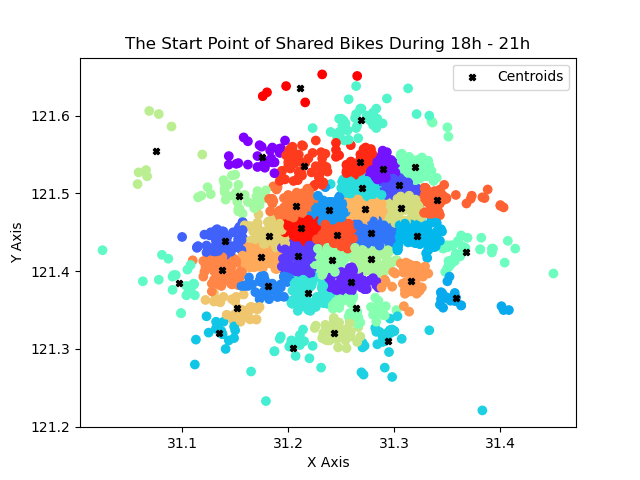 The Start Point of Shared Bikes During 18h - 21h
Centroids
Y Axis
121.6
121.5
121.4
121.3
121.2
31.1 31.2 31.3 31.4
X Axis